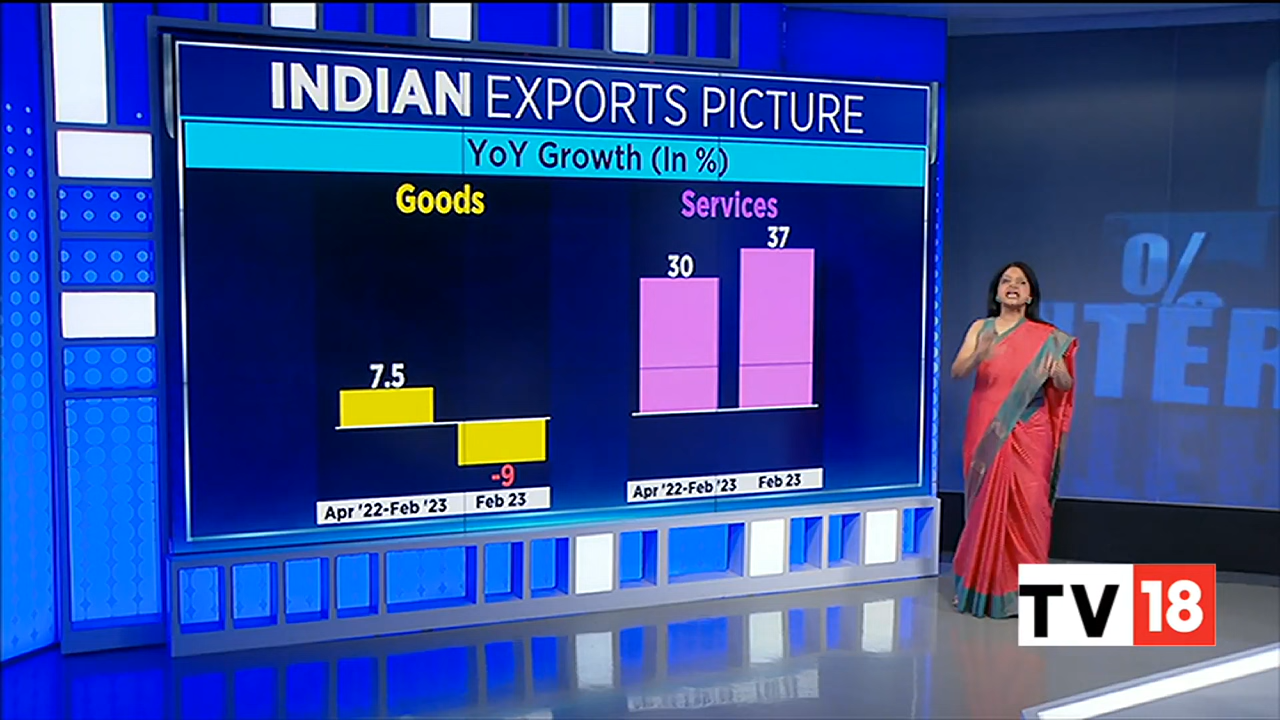 INDIAN EXPORTS PICTURE
YoY Growth (In %)
Goods
Services
7.5
-9
30
37
Apr '22-Feb '23
Feb 23
Apr '22-Feb '23
Feb 23
%
TV18